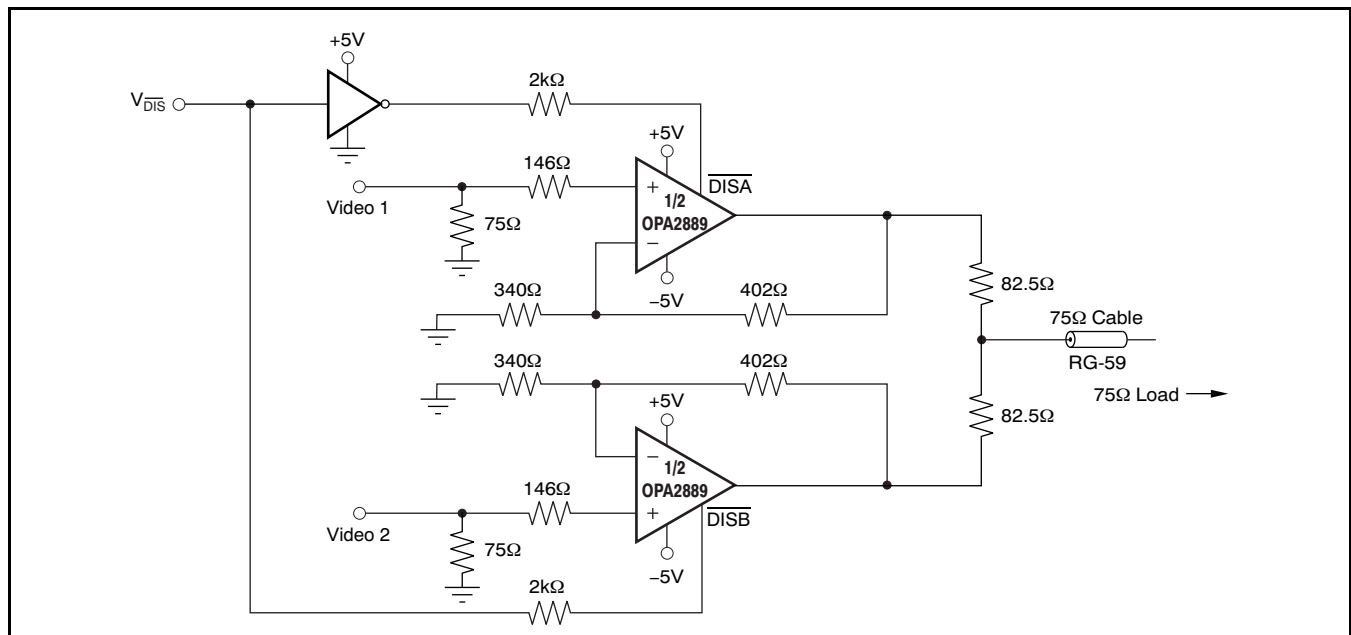 +5V
V DIS
2kΩ
+5V
146Ω
DISA
Video 1
+
1/2
OPA2889
75Ω
−
−5V
82.5Ω
340Ω
402Ω
75Ω Cable
RG-59
340Ω
402Ω
75Ω Load
+5V
82.5Ω
−
1/2
OPA2889
146Ω
+
DISB
Video 2
75Ω
−5V
2kΩ